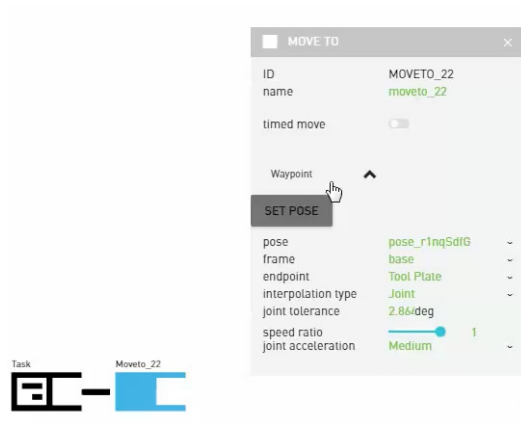 MOVE TO
ID MOVETO_22
name moveto_22
timed move
Waypoint
SET POSE
pose pose_r1nqSdfG
frame base
endpoint Tool Plate
interpolation type Joint
joint tolerance 2.864deg
speed ratio 1
joint acceleration Medium
Task Moveto_22